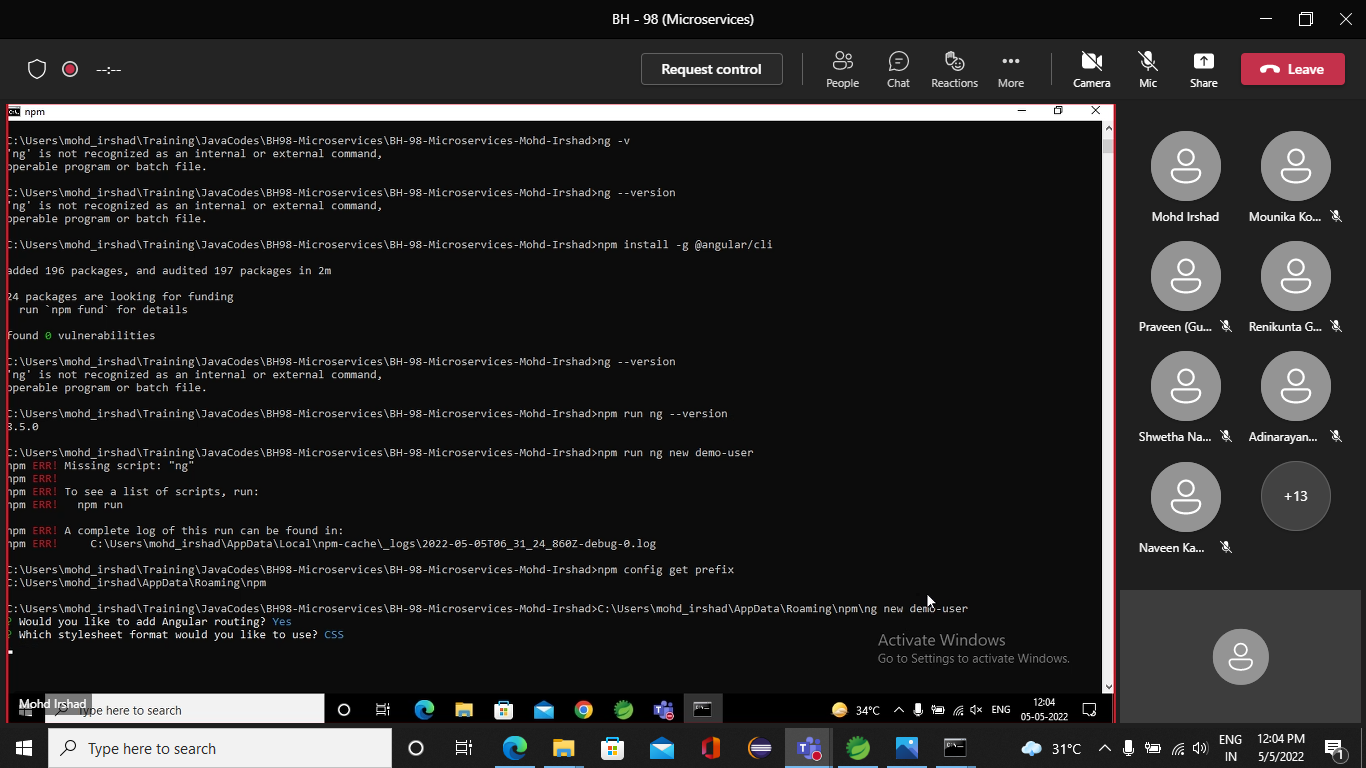 BH - 98 (Microservices)
--:--
Request control
People
Chat
Reactions
More
Camera
Mic
Share
Leave
npm
C:\Users\mohd_irshad\Training\JavaCodes\BH98-Microservices\BH-98-Microservices-Mohd-Irshad>ng -v
'ng' is not recognized as an internal or external command,
operable program or batch file.
C:\Users\mohd_irshad\Training\JavaCodes\BH98-Microservices\BH-98-Microservices-Mohd-Irshad>ng --version
'ng' is not recognized as an internal or external command,
operable program or batch file.
C:\Users\mohd_irshad\Training\JavaCodes\BH98-Microservices\BH-98-Microservices-Mohd-Irshad>npm install -g @angular/cli
added 196 packages, and audited 197 packages in 2m
24 packages are looking for funding
run `npm fund` for details
found 0 vulnerabilities
C:\Users\mohd_irshad\Training\JavaCodes\BH98-Microservices\BH-98-Microservices-Mohd-Irshad>ng --version
'ng' is not recognized as an internal or external command,
operable program or batch file.
C:\Users\mohd_irshad\Training\JavaCodes\BH98-Microservices\BH-98-Microservices-Mohd-Irshad>npm run ng --version
8.5.0
C:\Users\mohd_irshad\Training\JavaCodes\BH98-Microservices\BH-98-Microservices-Mohd-Irshad>npm run ng new demo-user
npm ERR! Missing script: "ng"
npm ERR!
npm ERR! To see a list of scripts, run:
npm ERR!   npm run
npm ERR! A complete log of this run can be found in:
npm ERR!     C:\Users\mohd_irshad\AppData\Local\npm-cache\_logs\2022-05-05T06_31_24_860Z-debug-0.log
C:\Users\mohd_irshad\Training\JavaCodes\BH98-Microservices\BH-98-Microservices-Mohd-Irshad>npm config get prefix
C:\Users\mohd_irshad\AppData\Roaming\npm
C:\Users\mohd_irshad\Training\JavaCodes\BH98-Microservices\BH-98-Microservices-Mohd-Irshad>C:\Users\mohd_irshad\AppData\Roaming\npm\ng new demo-user
? Would you like to add Angular routing? Yes
? Which stylesheet format would you like to use? CSS
Activate Windows
Go to Settings to activate Windows.
Mohd Irshad
Type here to search
34°C
ENG
12:04
05-05-2022
Mohd Irshad
Mounika Ko...
Praveen (Gu...
Renikunta G...
Shwetha Na...
Adinarayan...
Naveen Ka...
+13
Type here to search
31°C
ENG
IN
12:04 PM
5/5/2022
1